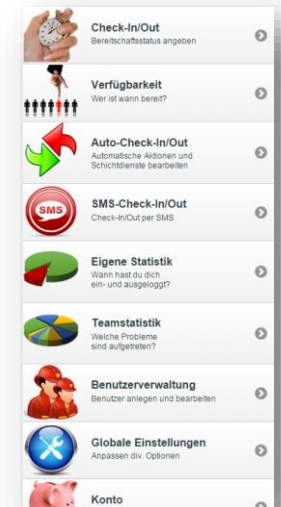 Check-In/Out
Bereitschaftsstatus angeben
Verfügbarkeit
Wer ist wann bereit?
Auto-Check-In/Out
Automatische Aktionen und
Schichtdienste bearbeiten
SMS
SMS-Check-In/Out
Check-In/Out per SMS
Eigene Statistik
Wann hast du dich
ein- und ausgeloggt?
Teamstatistik
Welche Probleme
sind aufgetreten?
Benutzerverwaltung
Benutzer anlegen und bearbeiten
Globale Einstellungen
Anpassen div. Optionen
Konto